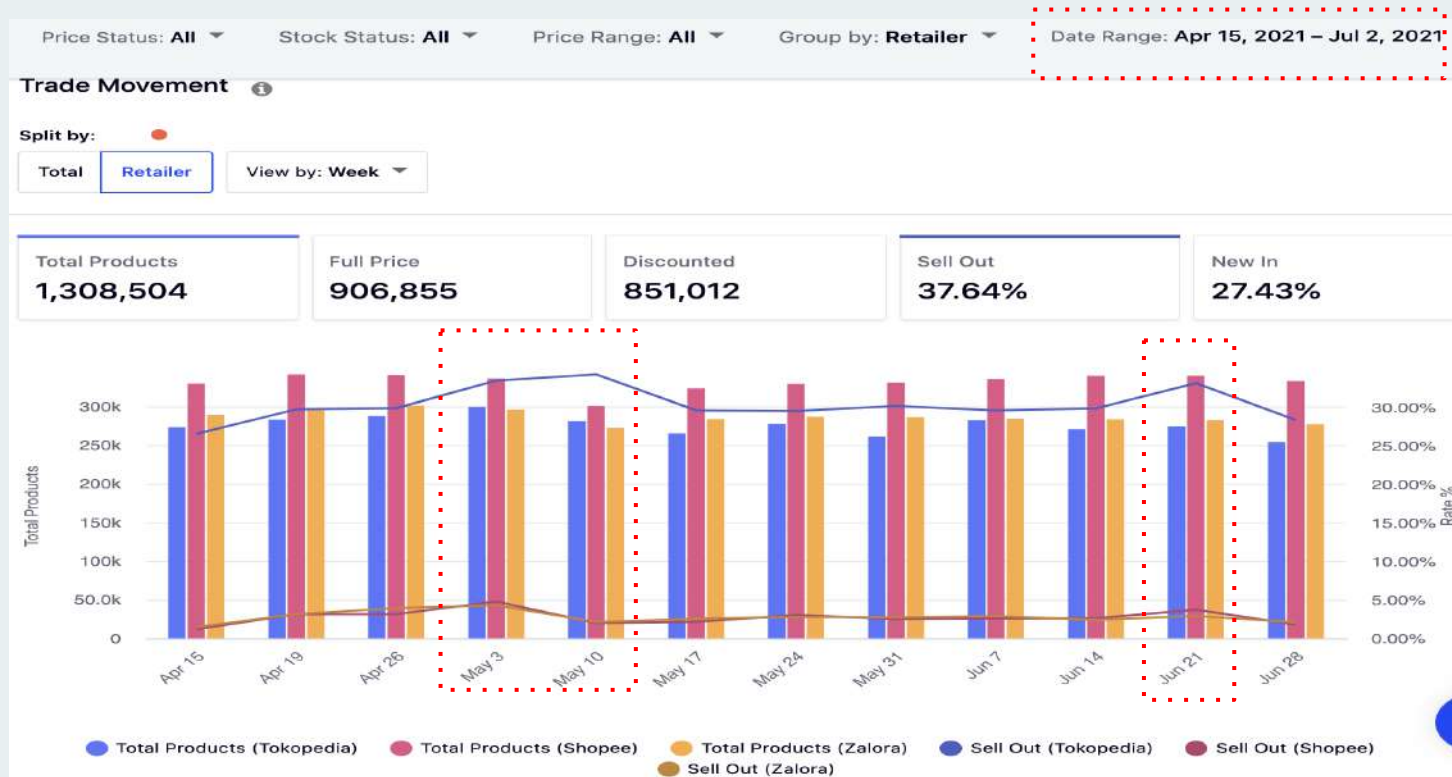 Price Status: All Stock Status: All Price Range: All Group by: Retailer Date Range: Apr 15, 2021 – Jul 2, 2021
Trade Movement
Split by:
Total Retailer View by: Week
Total Products Full Price Discounted Sell Out New In
1,308,504 906,855 851,012 37.64% 27.43%
300k 30.00%
250k 25.00%
200k 20.00%
150k 15.00%
100k 10.00%
50.0k 5.00%
0 0.00%
Total Products
Rate %
Apr 15 Apr 19 Apr 26 May 3 May 10 May 17 May 24 May 31 Jun 7 Jun 14 Jun 21 Jun 28
Total Products (Tokopedia) Total Products (Shopee) Total Products (Zalora) Sell Out (Tokopedia) Sell Out (Shopee)
Sell Out (Zalora)